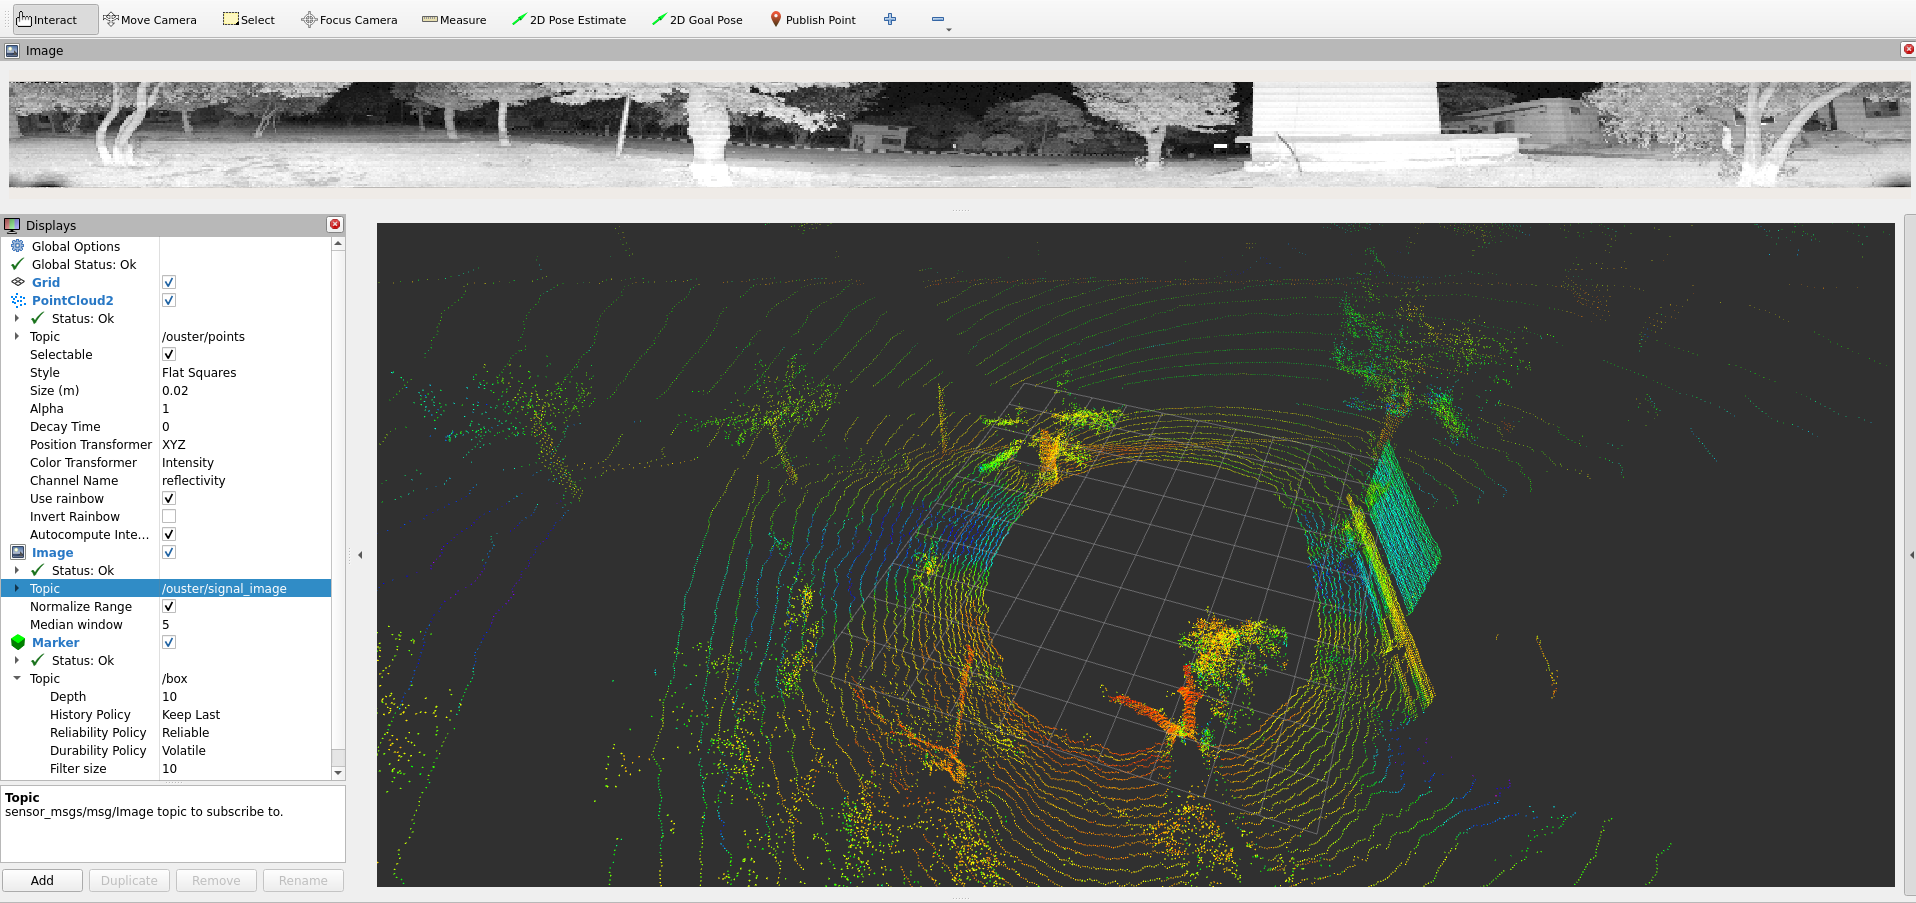 Interact Move Camera Select Focus Camera Measure 2D Pose Estimate 2D Goal Pose Publish Point
Image
Displays
Global Options
Global Status: Ok
Grid
PointCloud2
Status: Ok
Topic /ouster/points
Selectable
Style Flat Squares
Size (m) 0.02
Alpha 1
Decay Time 0
Position Transformer XYZ
Color Transformer Intensity
Channel Name reflectivity
Use rainbow
Invert Rainbow
Autocompute Inte...
Image
Status: Ok
Topic /ouster/signal_image
Normalize Range
Median window 5
Marker
Status: Ok
Topic /box
Depth 10
History Policy Keep Last
Reliability Policy Reliable
Durability Policy Volatile
Filter size 10
Topic
sensor_msgs/msg/Image topic to subscribe to.
Add Duplicate Remove Rename